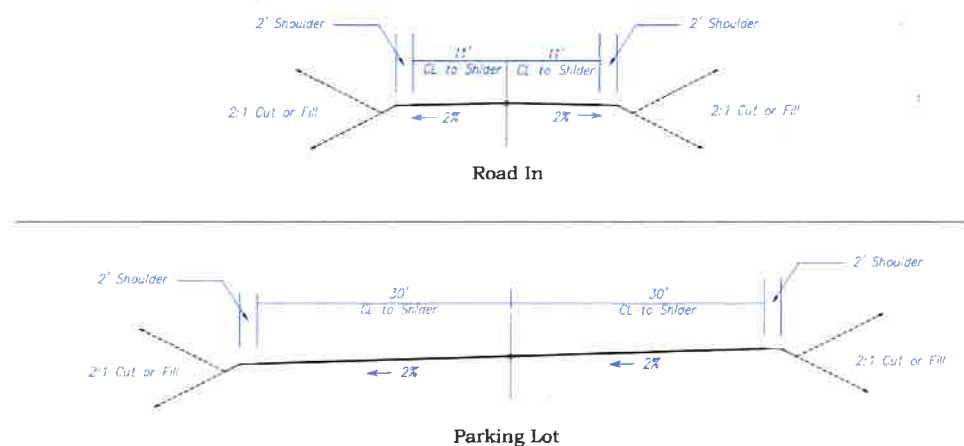 2' Shoulder
2' Shoulder
11'
11'
CL to Shlder
CL to Shlder
2:1 Cut or Fill
2%
2%
2:1 Cut or Fill
Road In
2' Shoulder
2' Shoulder
30'
30'
CL to Shlder
CL to Shlder
2:1 Cut or Fill
2%
2%
2:1 Cut or Fill
Parking Lot